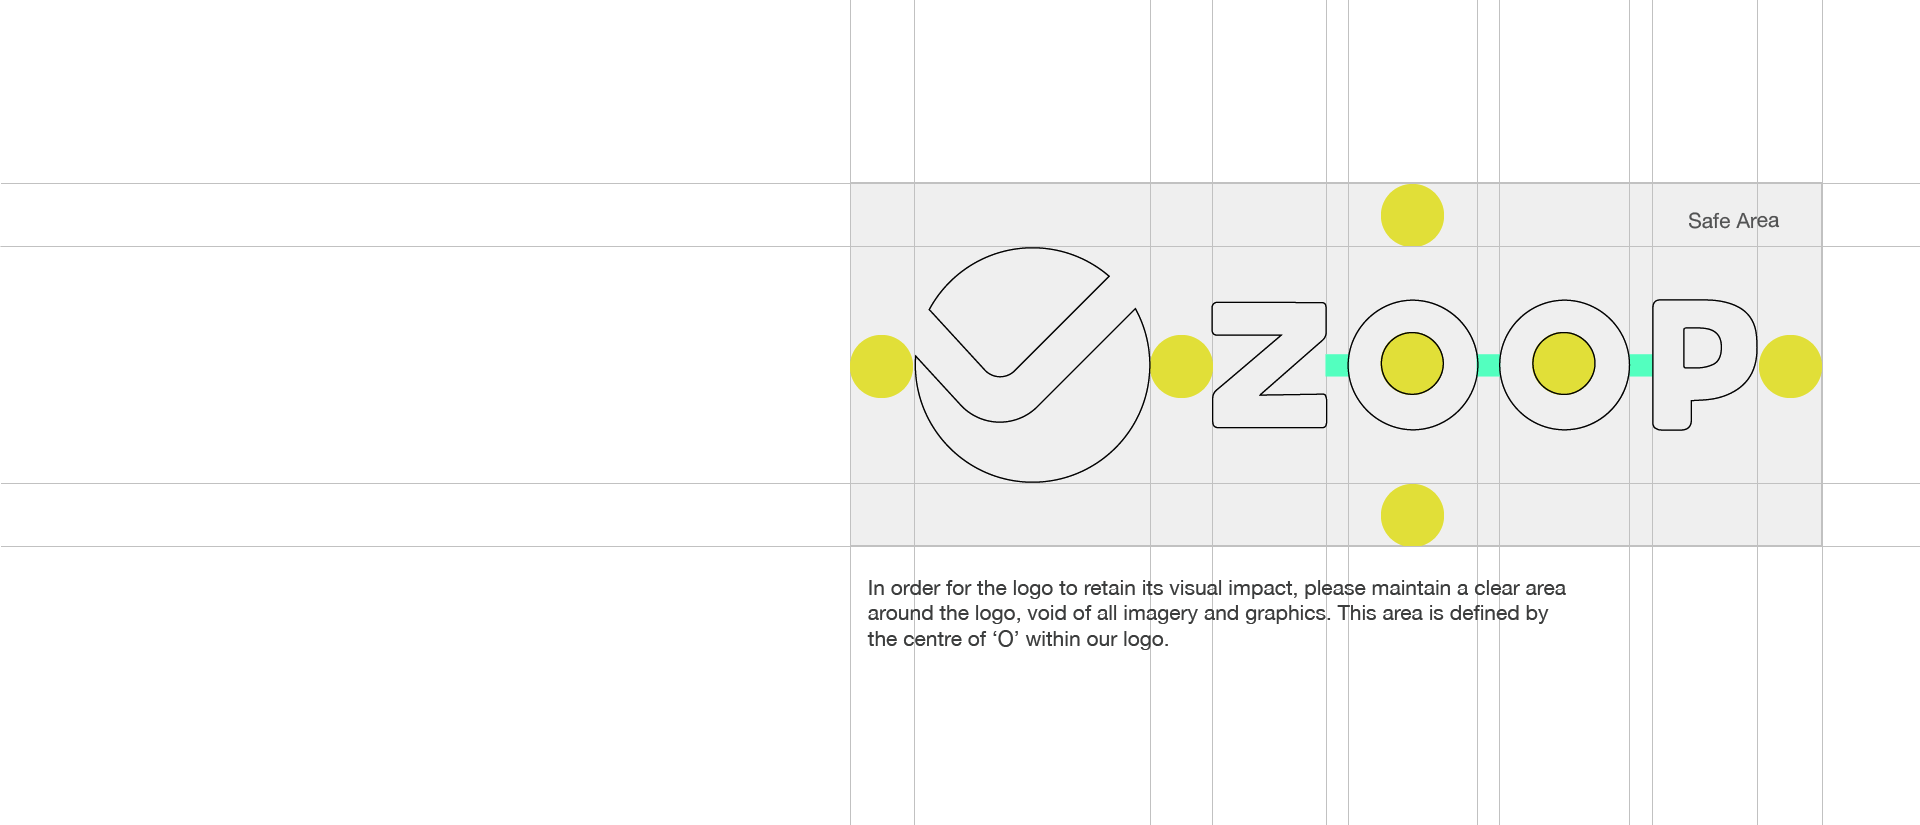 Safe Area
ZOOP
In order for the logo to retain its visual impact, please maintain a clear area
around the logo, void of all imagery and graphics. This area is defined by
the centre of ‘O’ within our logo.